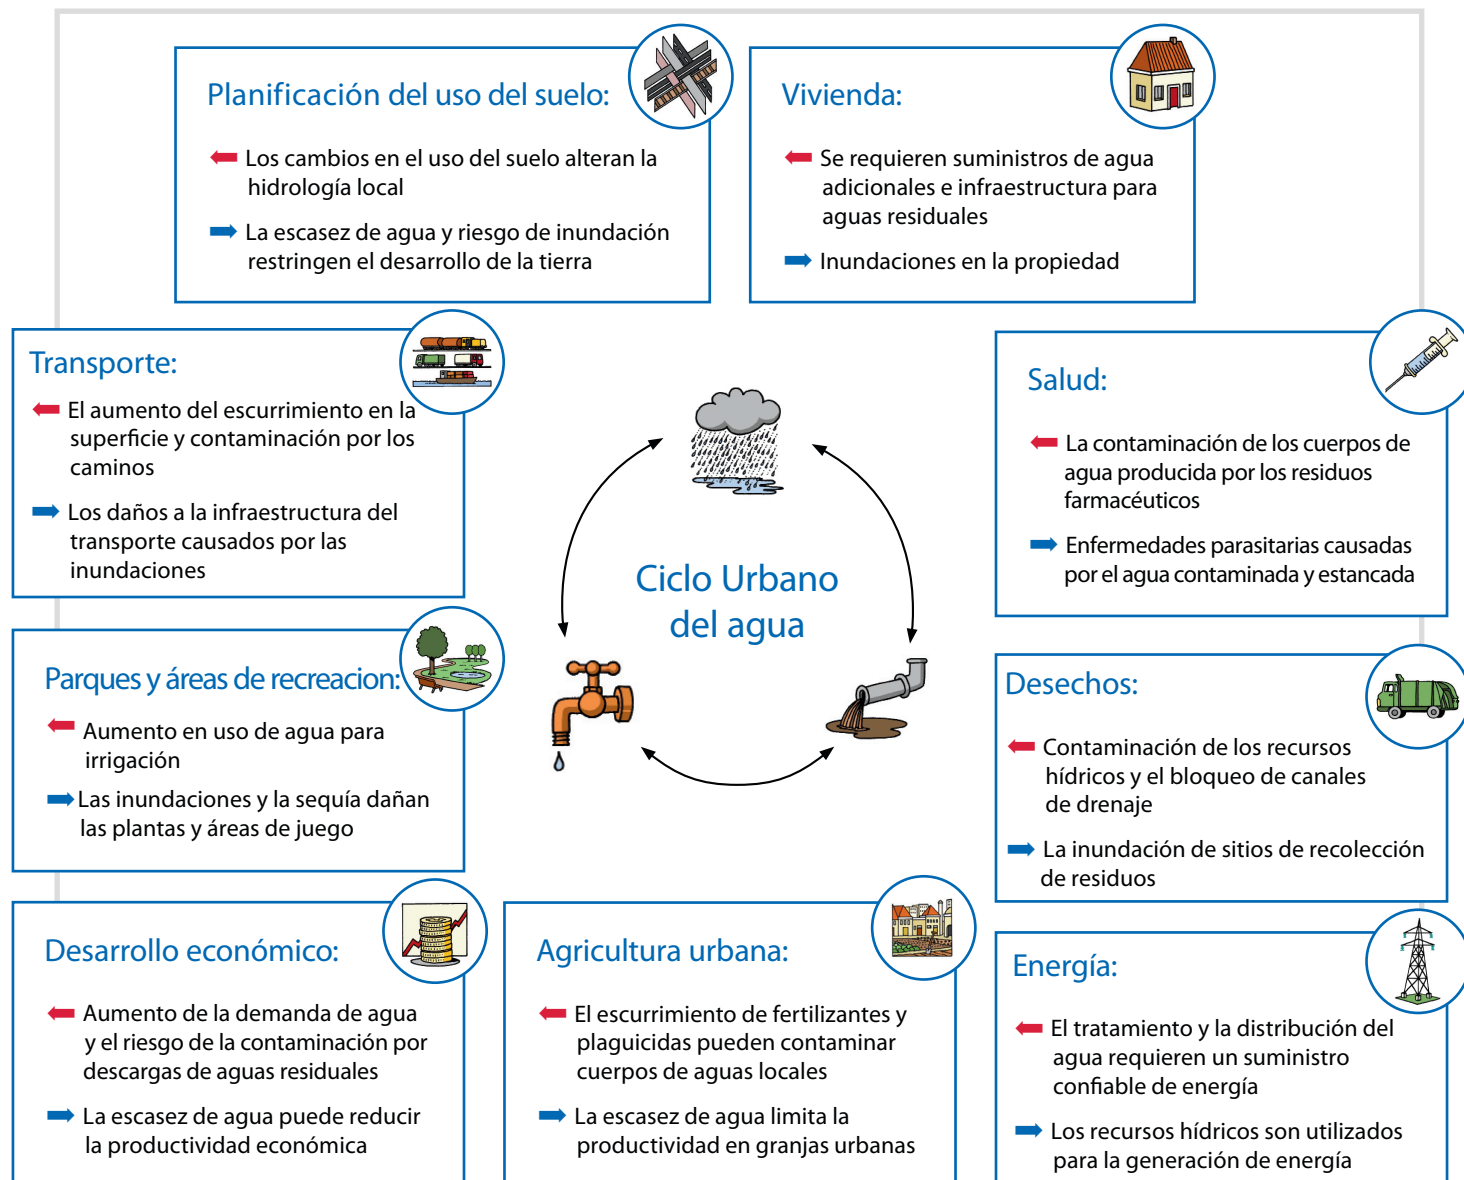 Planificación del uso del suelo:
Los cambios en el uso del suelo alteran la
hidrología local
La escasez de agua y riesgo de inundación
restringen el desarrollo de la tierra
Vivienda:
Se requieren suministros de agua
adicionales e infraestructura para
aguas residuales
Inundaciones en la propiedad
Transporte:
El aumento del escurrimiento en la
superficie y contaminación por los
caminos
Los daños a la infraestructura del
transporte causados por las
inundaciones
Salud:
La contaminación de los cuerpos de
agua producida por los residuos
farmacéuticos
Enfermedades parasitarias causadas
por el agua contaminada y estancada
Ciclo Urbano
del agua
Parques y áreas de recreacion:
Aumento en uso de agua para
irrigación
Las inundaciones y la sequía dañan
las plantas y áreas de juego
Desechos:
Contaminación de los recursos
hídricos y el bloqueo de canales
de drenaje
La inundación de sitios de recolección
de residuos
Desarrollo económico:
Aumento de la demanda de agua
y el riesgo de la contaminación por
descargas de aguas residuales
La escasez de agua puede reducir
la productividad económica
Agricultura urbana:
El escurrimiento de fertilizantes y
plaguicidas pueden contaminar
cuerpos de aguas locales
La escasez de agua limita la
productividad en granjas urbanas
Energía:
El tratamiento y la distribución del
agua requieren un suministro
confiable de energía
Los recursos hídricos son utilizados
para la generación de energía